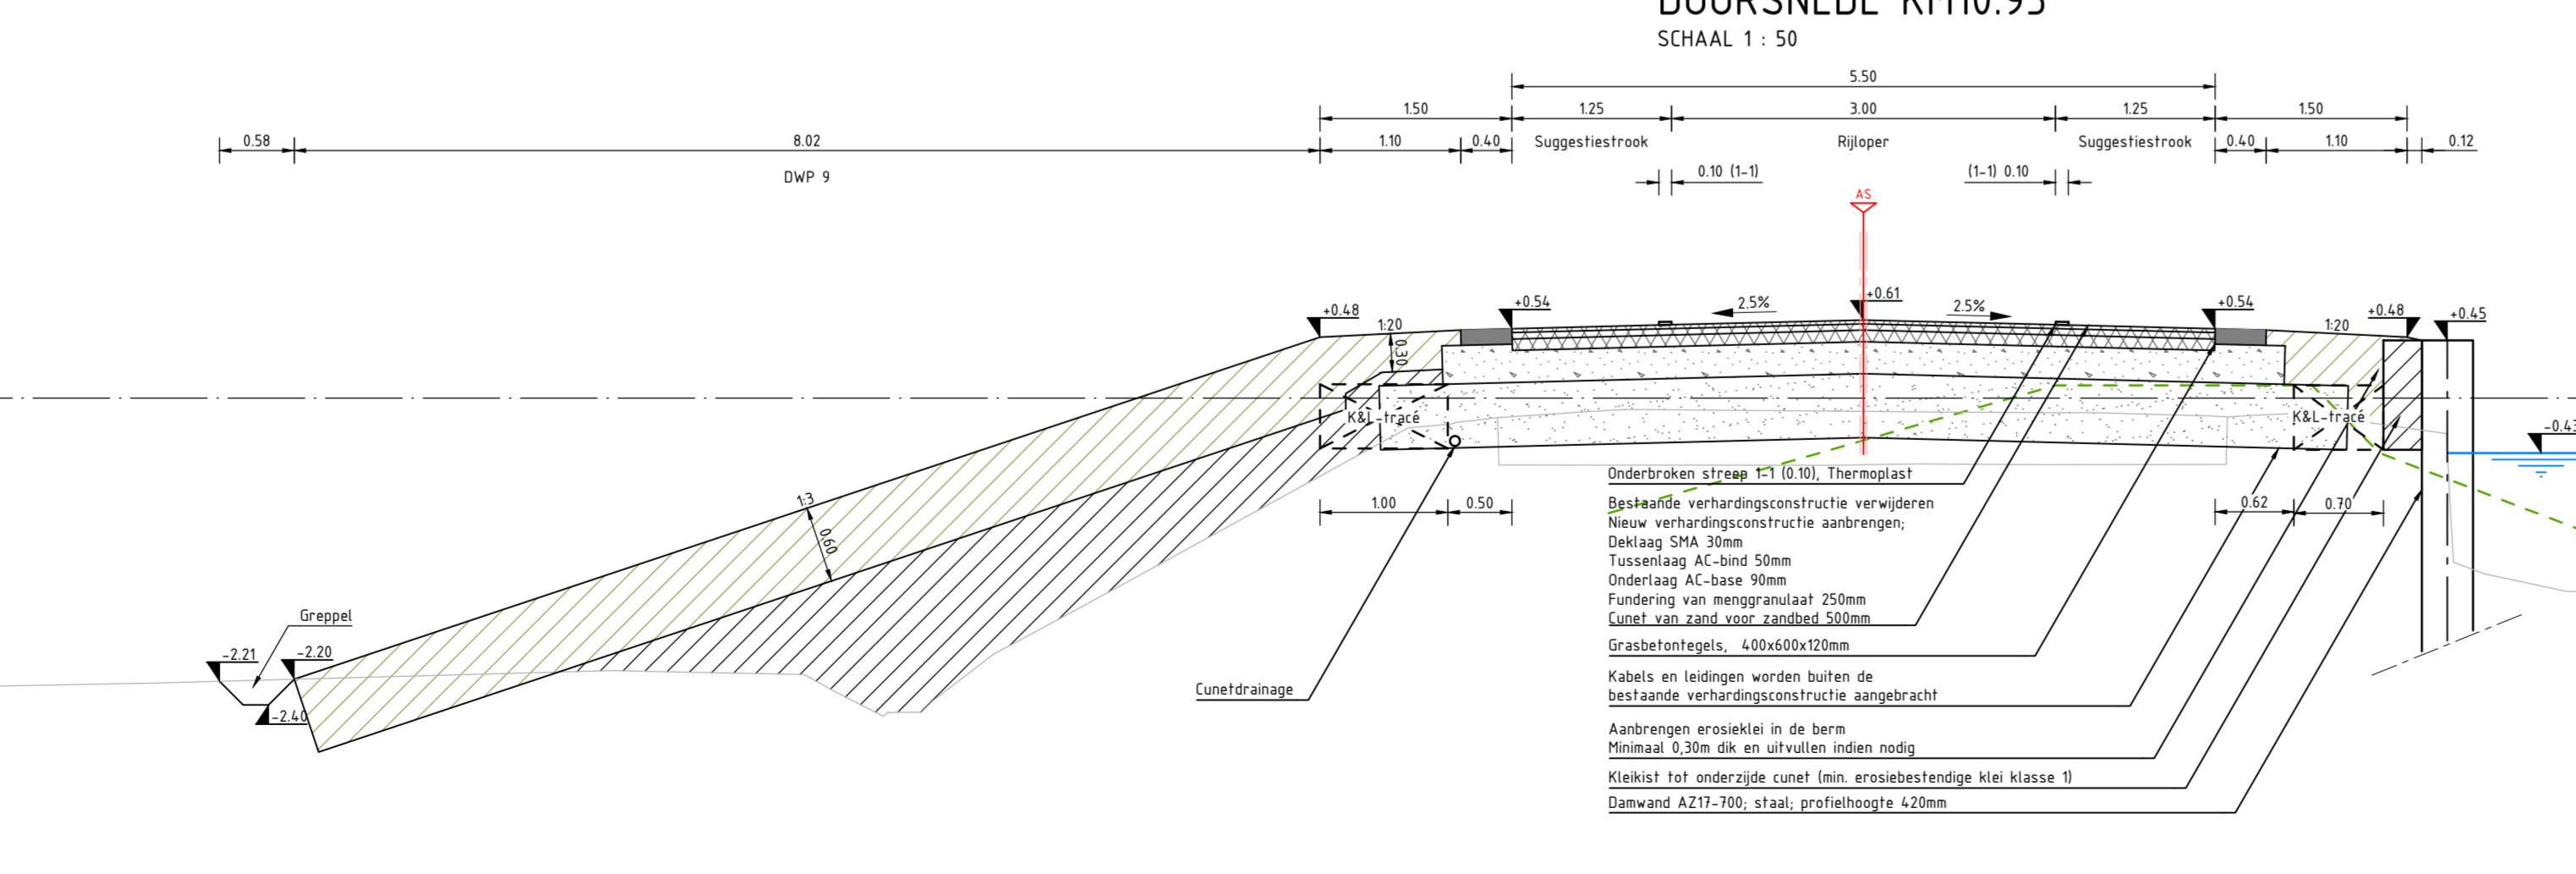 DOORSNEDE KM10.95
SCHAAL 1 : 50
5.50
1.50
1.25
3.00
1.25
1.50
0.58
8.02
1.10
0.40
Suggestiestrook
Rijloper
Suggestiestrook
0.40
1.10
0.12
DWP 9
0.10 (1-1)
(1-1) 0.10
AS
+0.48
1:20
+0.54
2.5%
+0.61
2.5%
+0.54
1:20
+0.48
+0.45
0.30
K&L-tracé
K&L-tracé
-0.43
1:3
0.60
1.00
0.50
0.62
0.70
Onderbroken streep 1-1 (0.10), Thermoplast
Bestaande verhardingsconstructie verwijderen
Nieuw verhardingsconstructie aanbrengen;
Deklaag SMA 30mm
Tussenlaag AC-bind 50mm
Onderlaag AC-base 90mm
Fundering van menggranulaat 250mm
Cunet van zand voor zandbed 500mm
Grasbetontegels, 400x600x120mm
Kabels en leidingen worden buiten de
bestaande verhardingsconstructie aangebracht
Aanbrengen erosieklei in de berm
Minimaal 0,30m dik en uitvullen indien nodig
Kleikist tot onderzijde cunet (min. erosiebestendige klei klasse 1)
Damwand AZ17-700; staal; profielhoogte 420mm
Greppel
-2.21
-2.20
-2.40
Cunetdrainage